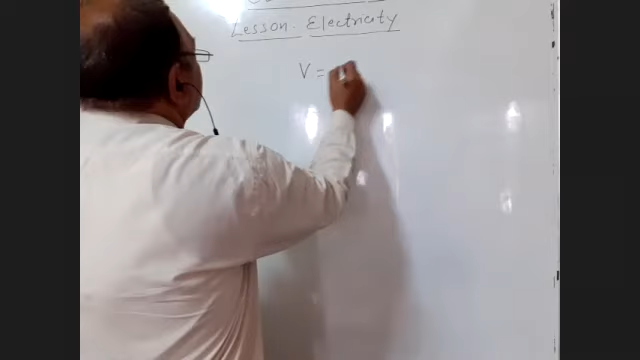 Lesson. Electricity
V =